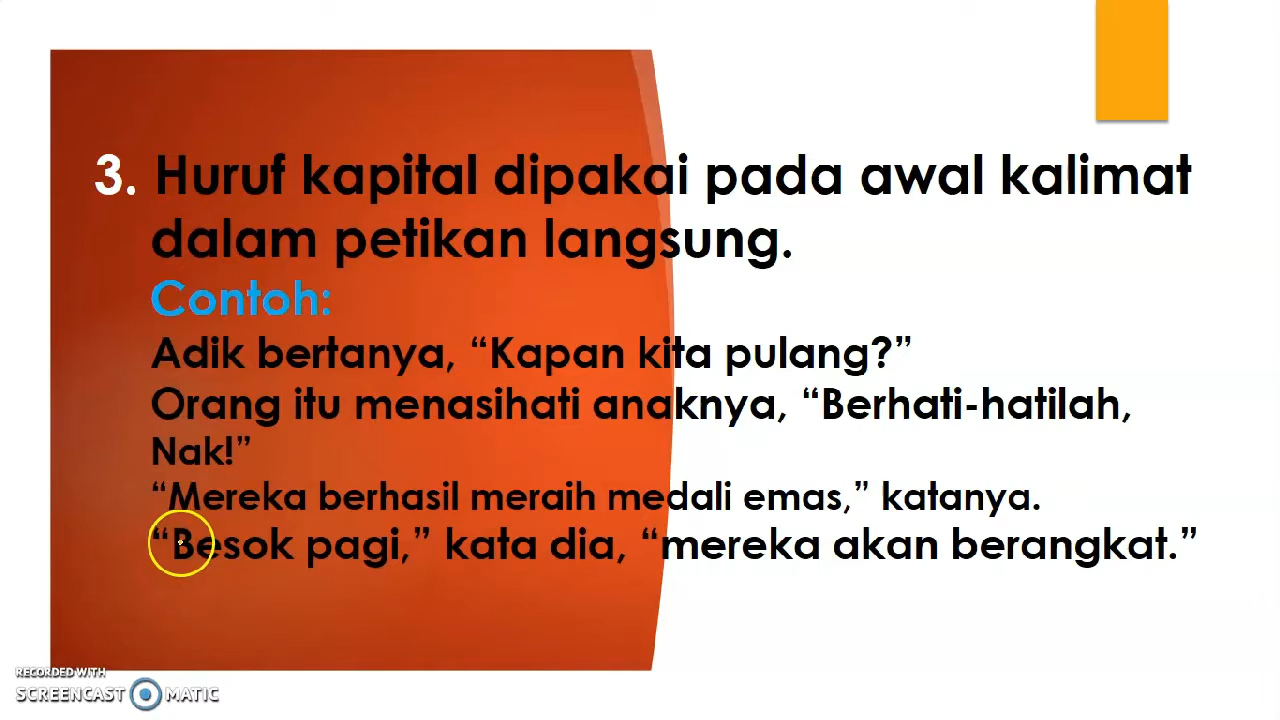 3. Huruf kapital dipakai pada awal kalimat
dalam petikan langsung.
Contoh:
Adik bertanya, “Kapan kita pulang?”
Orang itu menasihati anaknya, “Berhati-hatilah,
Nak!”
“Mereka berhasil meraih medali emas,” katanya.
“Besok pagi,” kata dia, “mereka akan berangkat.”
RECORDED WITH
SCREENCAST MATIC